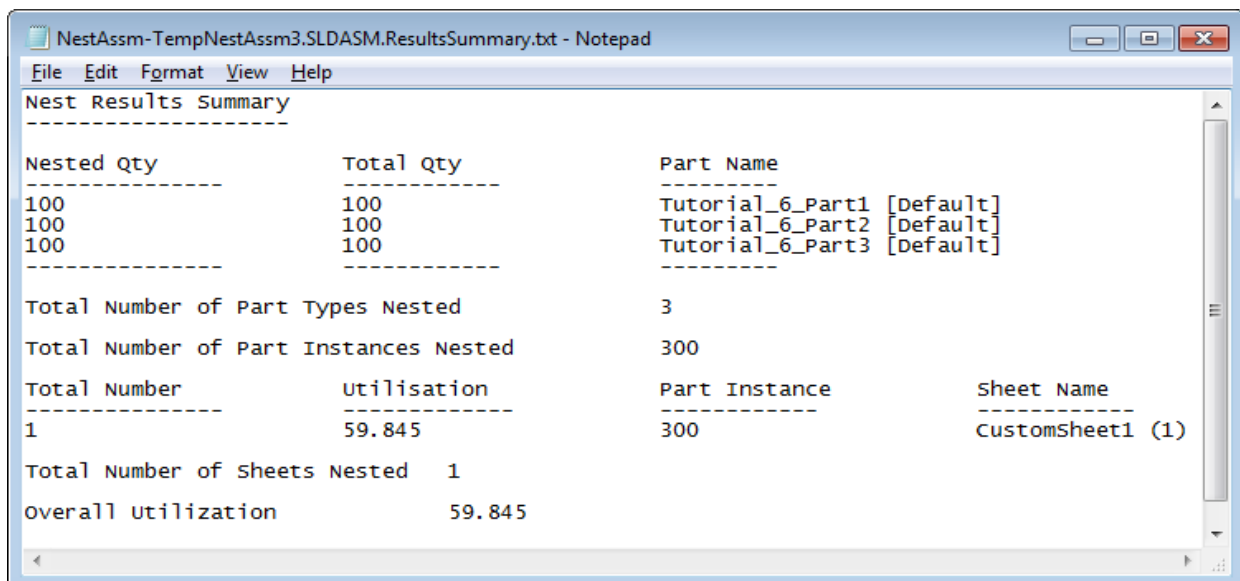 NestAssm-TempNestAssm3.SLDASM.ResultsSummary.txt - Notepad
File Edit Format View Help
Nest Results Summary
--------------------
Nested Qty Total Qty Part Name
--------------- ------------ ---------
100 100 Tutorial_6_Part1 [Default]
100 100 Tutorial_6_Part2 [Default]
100 100 Tutorial_6_Part3 [Default]
--------------- ------------ ---------
Total Number of Part Types Nested 3
Total Number of Part Instances Nested 300
Total Number Utilisation Part Instance Sheet Name
--------------- ------------- ------------ ------------
1 59.845 300 CustomSheet1 (1)
Total Number of Sheets Nested 1
Overall Utilization 59.845